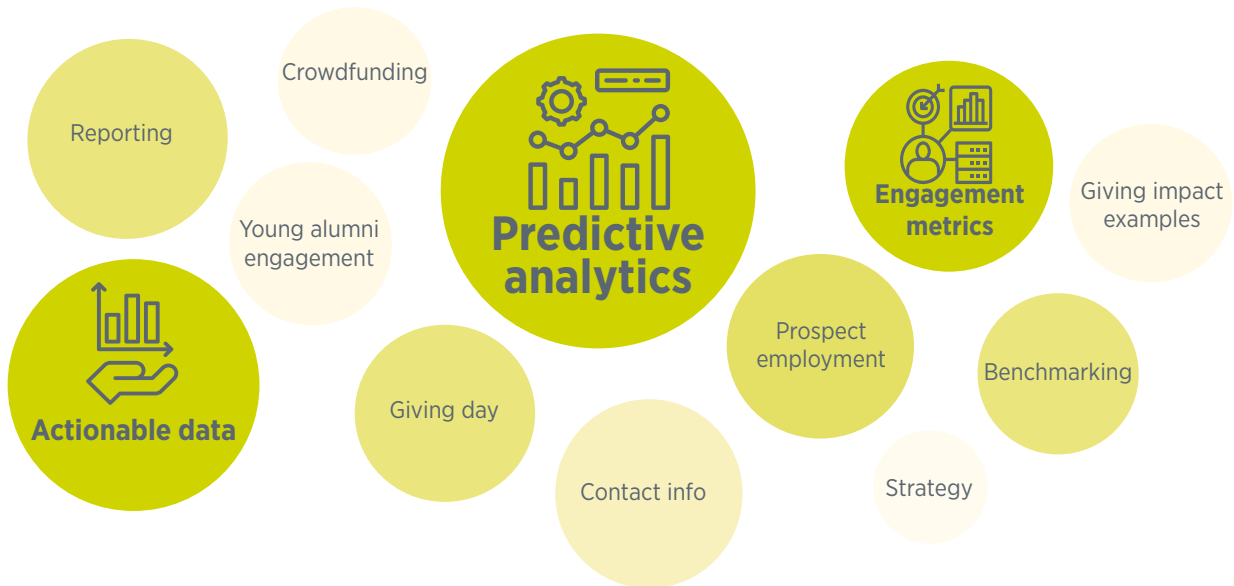 Crowdfunding
Reporting
Young alumni
engagement
Predictive
analytics
Engagement
metrics
Giving impact
examples
Actionable data
Giving day
Prospect
employment
Benchmarking
Contact info
Strategy